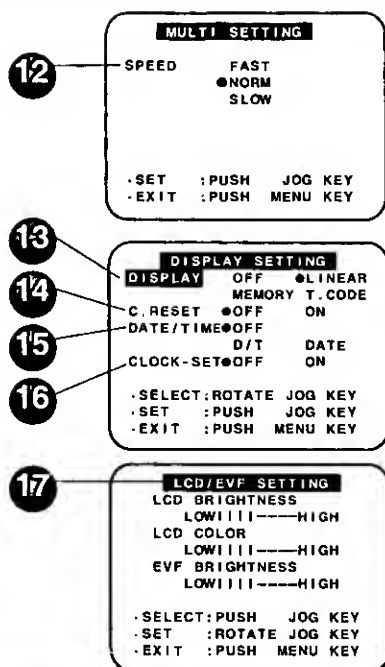 MULTI SETTING
12 SPEED FAST
●NORM
SLOW
·SET :PUSH JOG KEY
·EXIT :PUSH MENU KEY
13
DISPLAY SETTING
DISPLAY OFF ●LINEAR
MEMORY T.CODE
14 C.RESET ●OFF ON
15 DATE/TIME●OFF
D/T DATE
16 CLOCK-SET●OFF ON
·SELECT:ROTATE JOG KEY
·SET :PUSH JOG KEY
·EXIT :PUSH MENU KEY
17 LCD/EVF SETTING
LCD BRIGHTNESS
LOWIIII----HIGH
LCD COLOR
LOWIIII----HIGH
EVF BRIGHTNESS
LOWIIII----HIGH
·SELECT:PUSH JOG KEY
·SET :ROTATE JOG KEY
·EXIT :PUSH MENU KEY